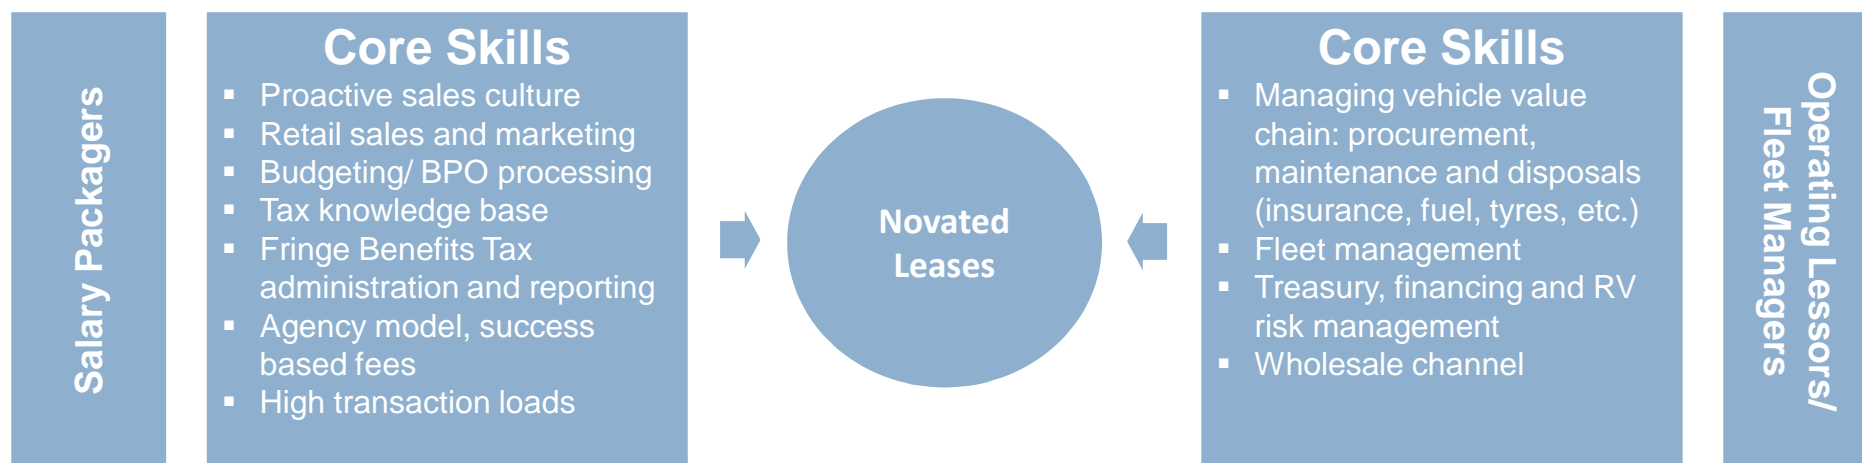 Salary Packagers
Core Skills
▪ Proactive sales culture
▪ Retail sales and marketing
▪ Budgeting/ BPO processing
▪ Tax knowledge base
▪ Fringe Benefits Tax
administration and reporting
▪ Agency model, success
based fees
▪ High transaction loads
Novated
Leases
Core Skills
▪ Managing vehicle value
chain: procurement,
maintenance and disposals
(insurance, fuel, tyres, etc.)
▪ Fleet management
▪ Treasury, financing and RV
risk management
▪ Wholesale channel
Operating Lessors/
Fleet Managers